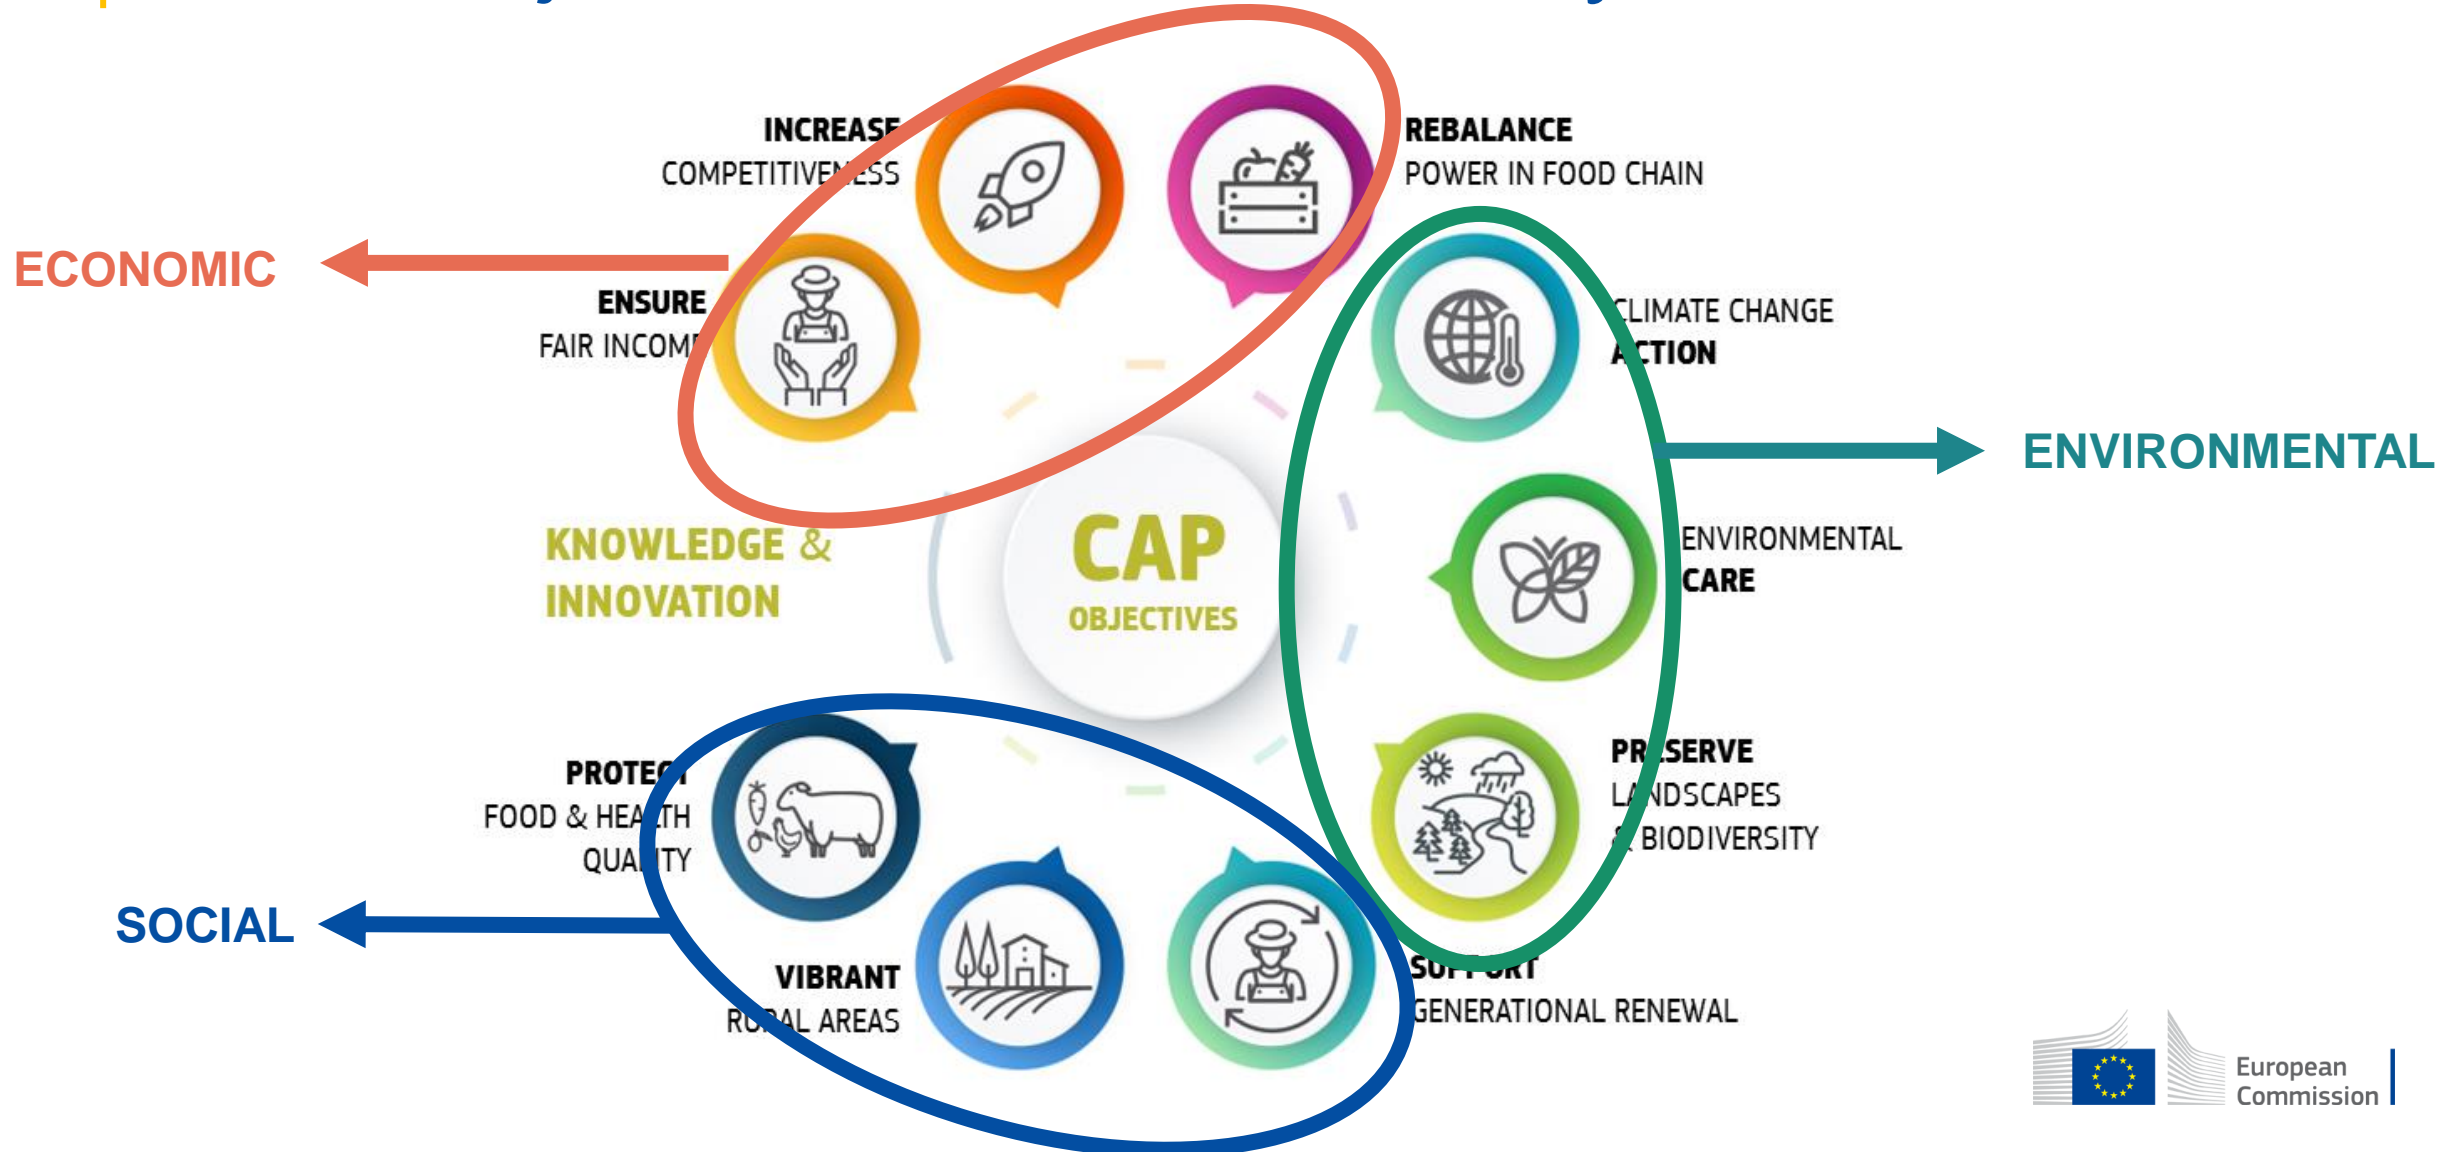 INCREASE
COMPETITIVENESS
REBALANCE
POWER IN FOOD CHAIN
ECONOMIC
ENSURE
FAIR INCOME
CLIMATE CHANGE
ACTION
ENVIRONMENTAL
KNOWLEDGE &
INNOVATION
CAP
OBJECTIVES
ENVIRONMENTAL
CARE
PROTECT
FOOD & HEALTH
QUALITY
PRESERVE
LANDSCAPES
& BIODIVERSITY
SOCIAL
VIBRANT
RURAL AREAS
SUPPORT
GENERATIONAL RENEWAL
European
Commission